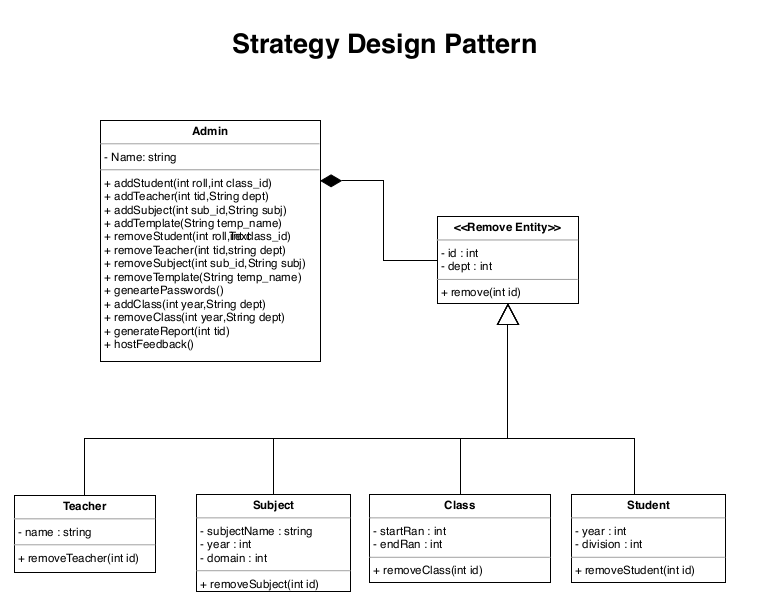 Strategy Design Pattern
Admin
- Name: string
+ addStudent(int roll,int class_id)
+ addTeacher(int tid,String dept)
+ addSubject(int sub_id,String subj)
+ addTemplate(String temp_name)
+ removeStudent(int roll,int class_id)
Text
+ removeTeacher(int tid,string dept)
+ removeSubject(int sub_id,String subj)
+ removeTemplate(String temp_name)
+ geneartePasswords()
+ addClass(int year,String dept)
+ removeClass(int year,String dept)
+ generateReport(int tid)
+ hostFeedback()
<<Remove Entity>>
- id : int
- dept : int
+ remove(int id)
Teacher
- name : string
+ removeTeacher(int id)
Subject
- subjectName : string
- year : int
- domain : int
+ removeSubject(int id)
Class
- startRan : int
- endRan : int
+ removeClass(int id)
Student
- year : int
- division : int
+ removeStudent(int id)